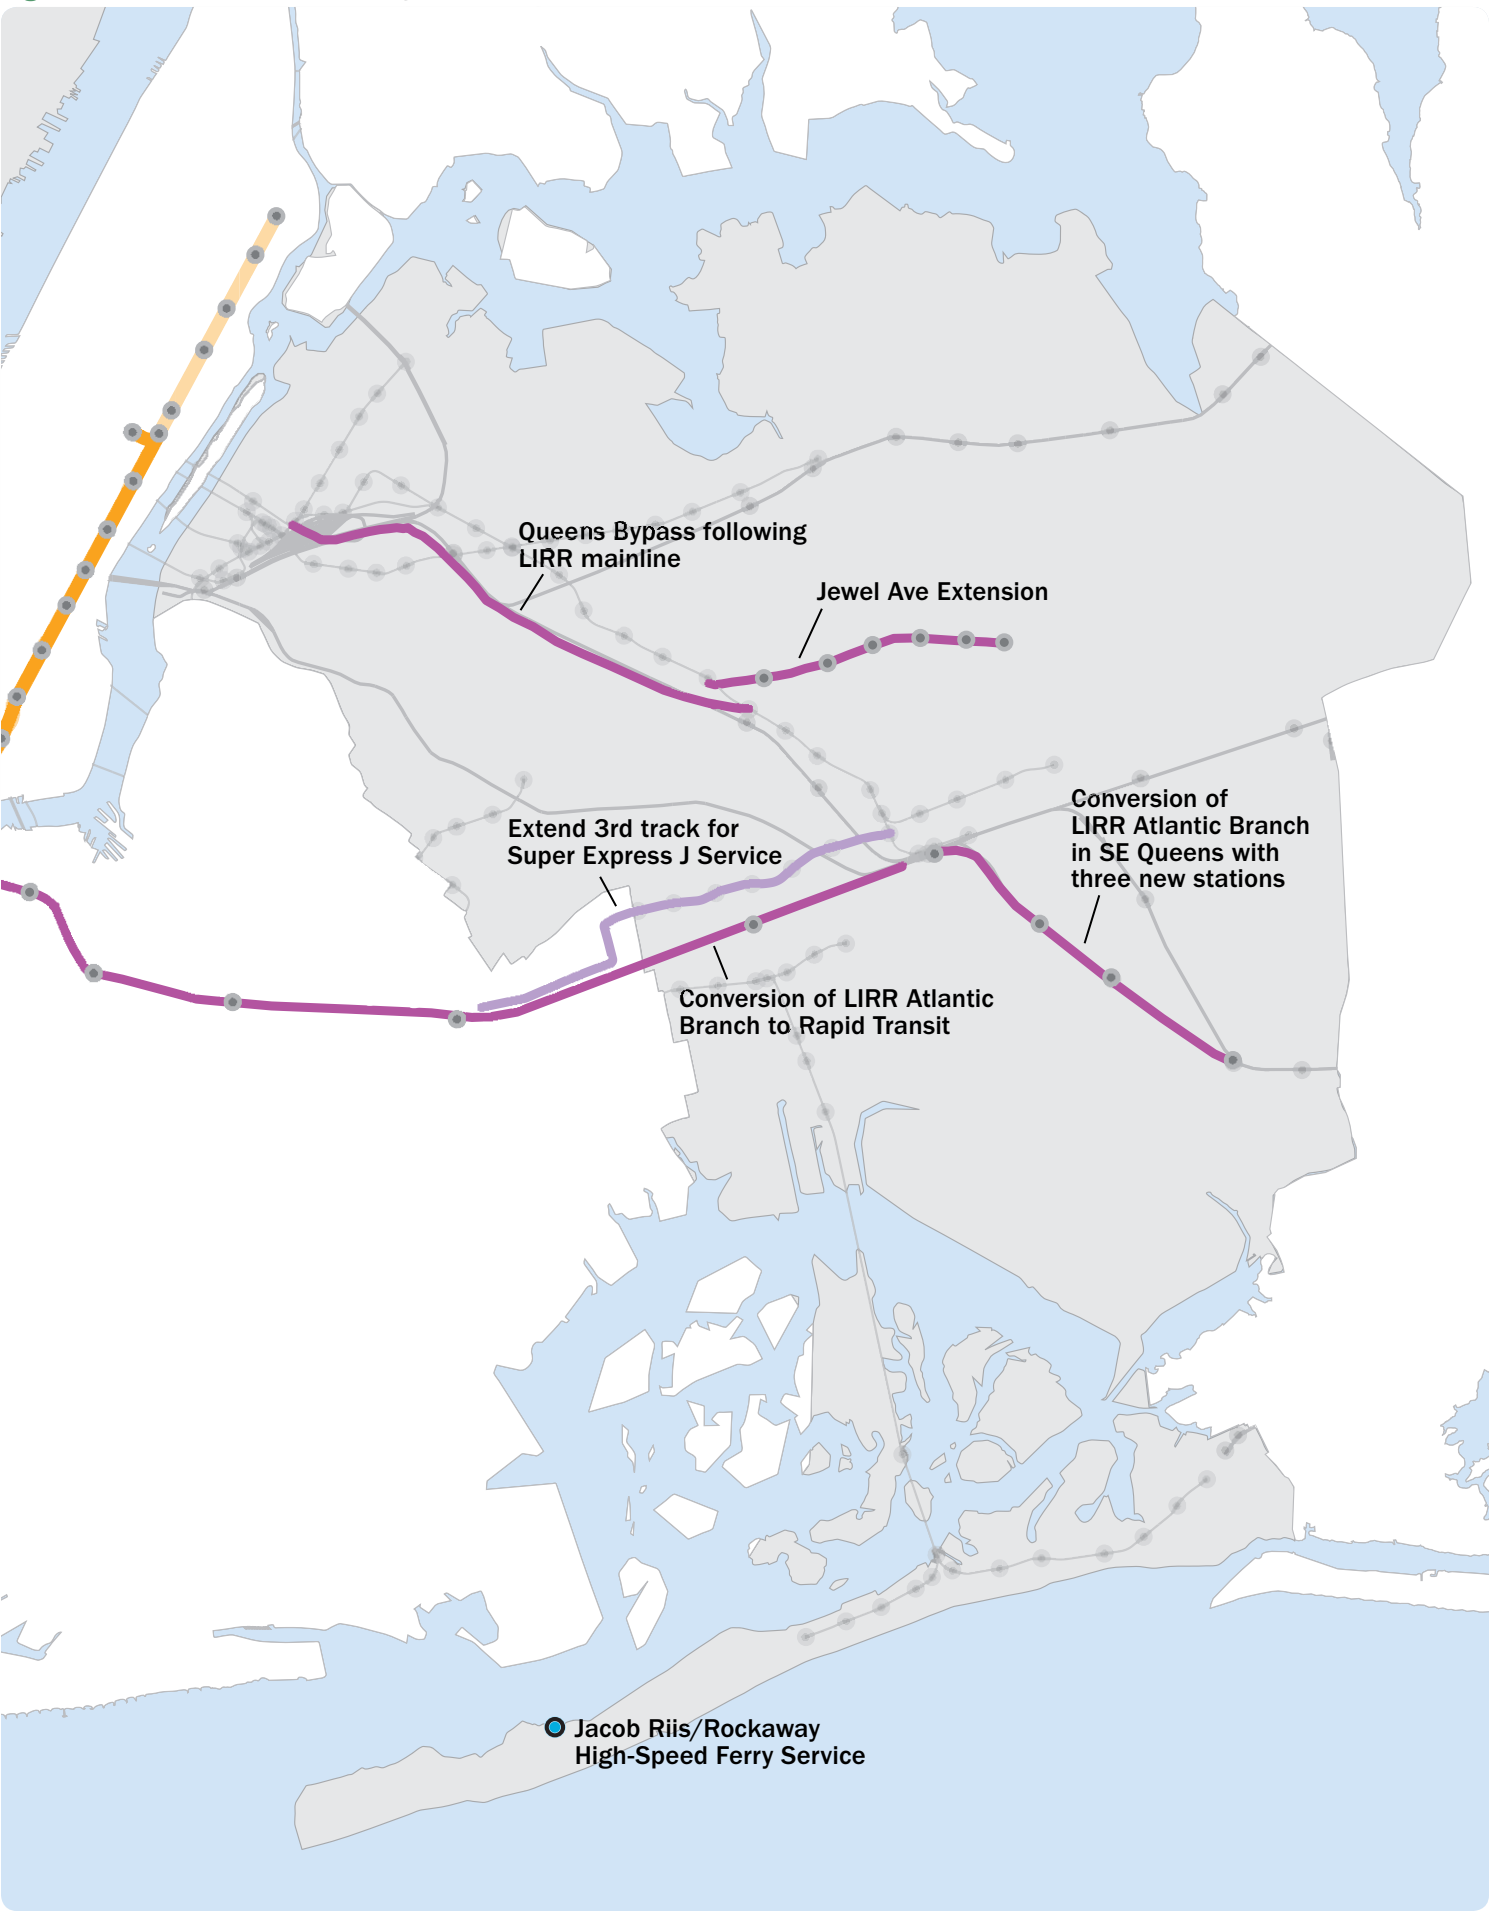 Queens Bypass following
LIRR mainline
Jewel Ave Extension
Conversion of
LIRR Atlantic Branch
in SE Queens with
three new stations
Extend 3rd track for
Super Express J Service
Conversion of LIRR Atlantic
Branch to Rapid Transit
Jacob Riis/Rockaway
High-Speed Ferry Service